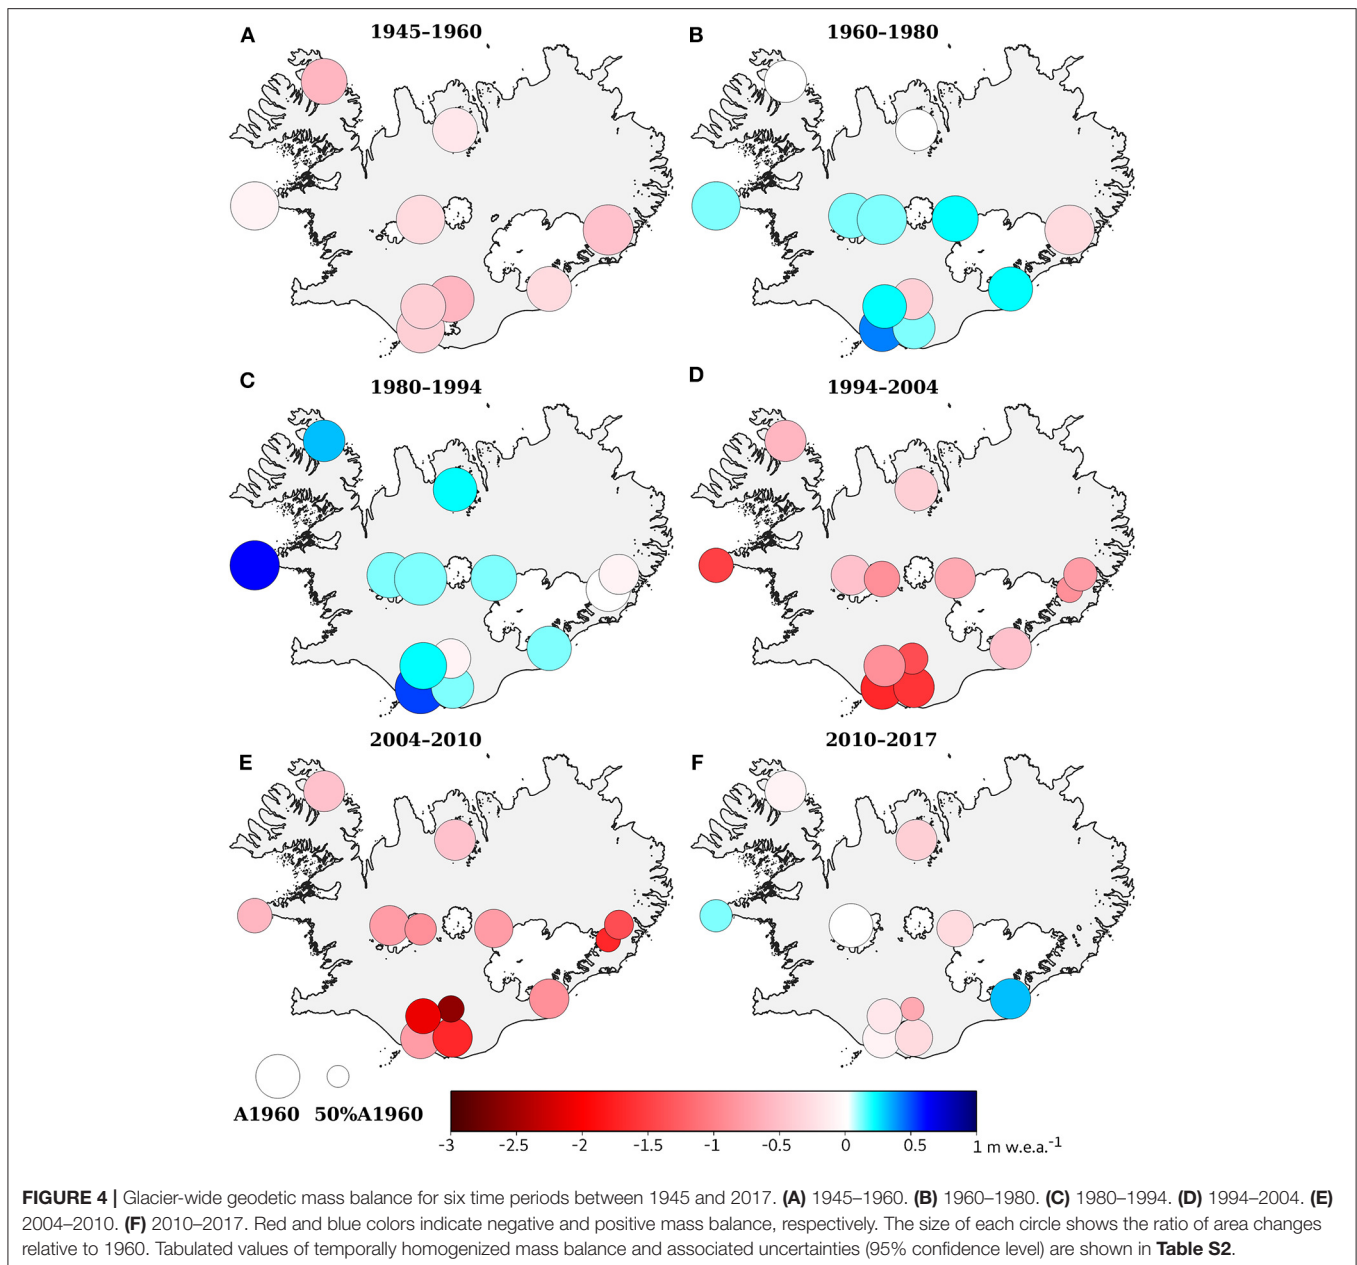 A 1945–1960 B 1960–1980
C 1980–1994 D 1994–2004
E 2004–2010 F 2010–2017
A1960 50%A1960
-3 -2.5 -2 -1.5 -1 -0.5 0 0.5 1 m w.e.a.-1
FIGURE 4 | Glacier-wide geodetic mass balance for six time periods between 1945 and 2017. (A) 1945–1960. (B) 1960–1980. (C) 1980–1994. (D) 1994–2004. (E)
2004–2010. (F) 2010–2017. Red and blue colors indicate negative and positive mass balance, respectively. The size of each circle shows the ratio of area changes
relative to 1960. Tabulated values of temporally homogenized mass balance and associated uncertainties (95% confidence level) are shown in Table S2.